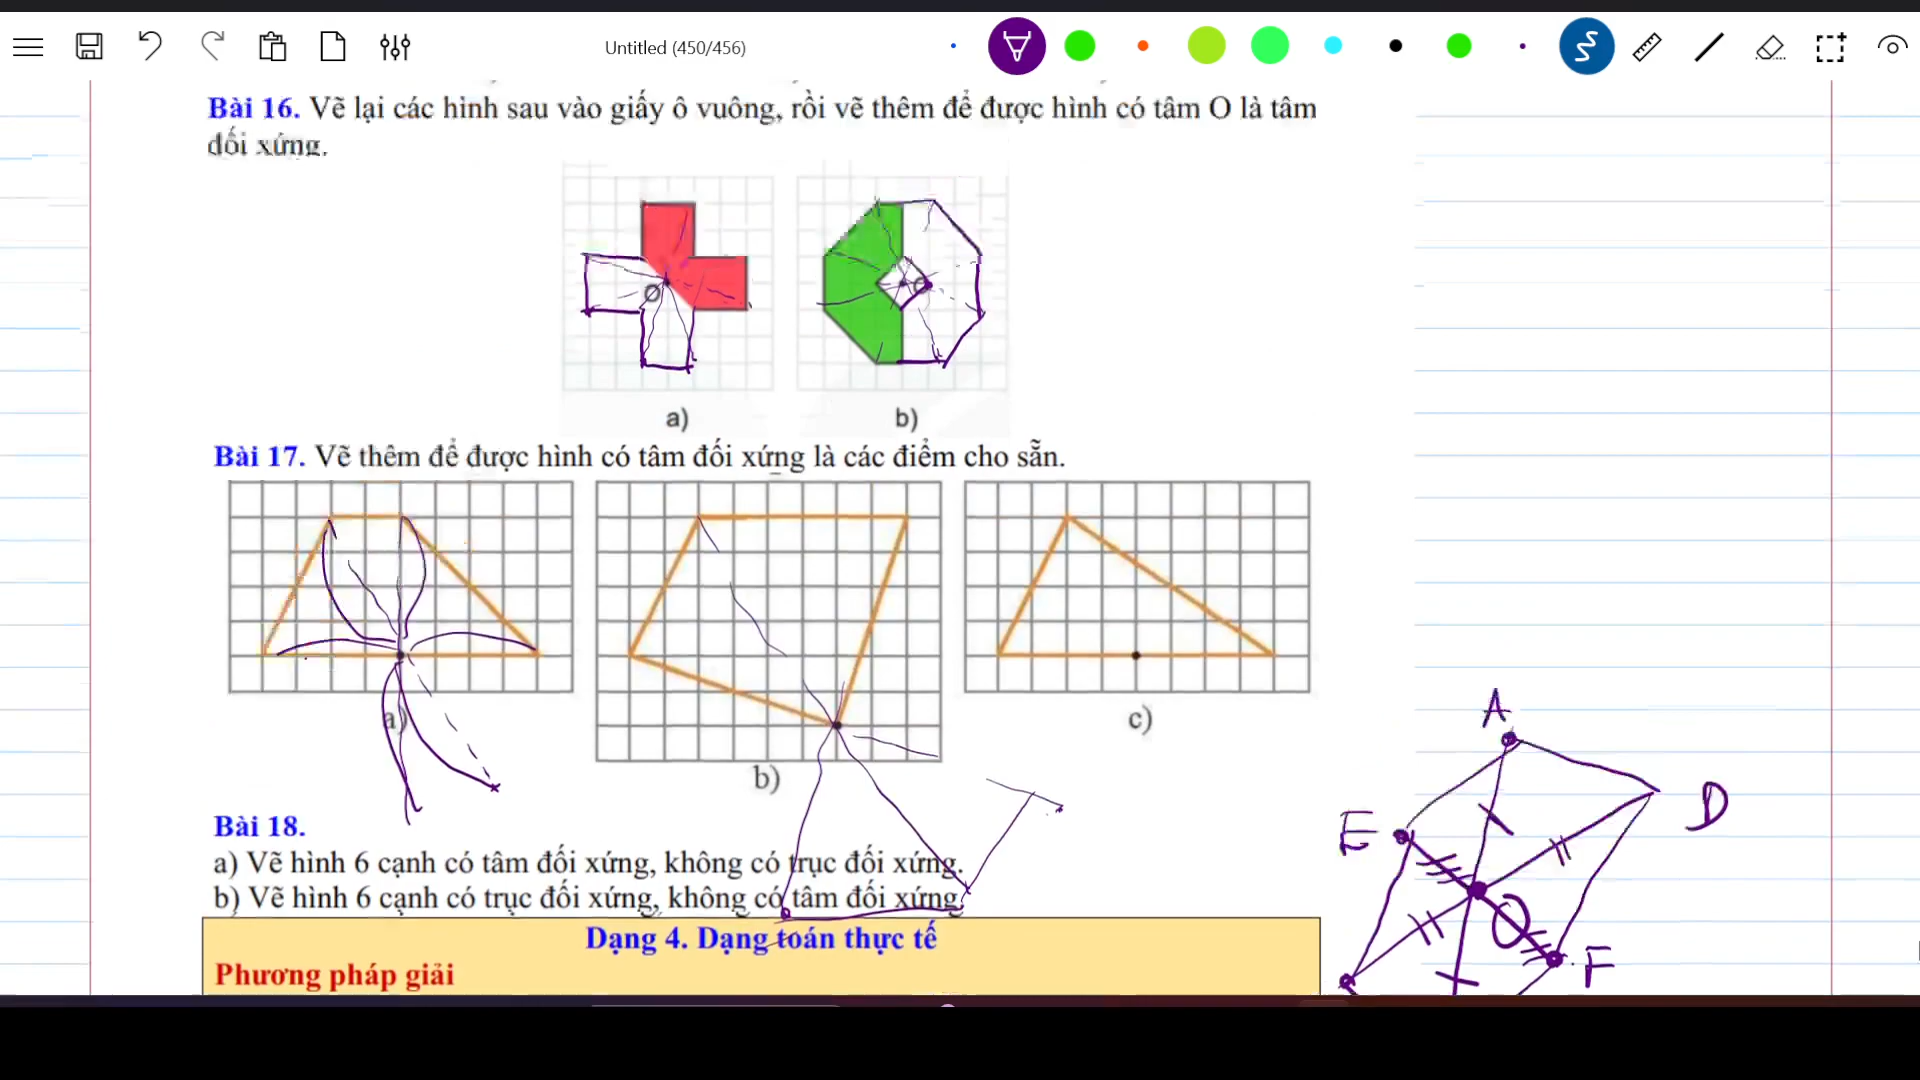 Untitled (450/456)
Bài 16. Vẽ lại các hình sau vào giấy ô vuông, rồi vẽ thêm để được hình có tâm O là tâm
đối xứng.
O
a)
b)
Bài 17. Vẽ thêm để được hình có tâm đối xứng là các điểm cho sẵn.
a)
b)
c)
A
D
E
O
F
Bài 18.
a) Vẽ hình 6 cạnh có tâm đối xứng, không có trục đối xứng.
b) Vẽ hình 6 cạnh có trục đối xứng, không có tâm đối xứng.
Dạng 4. Dạng toán thực tế
Phương pháp giải